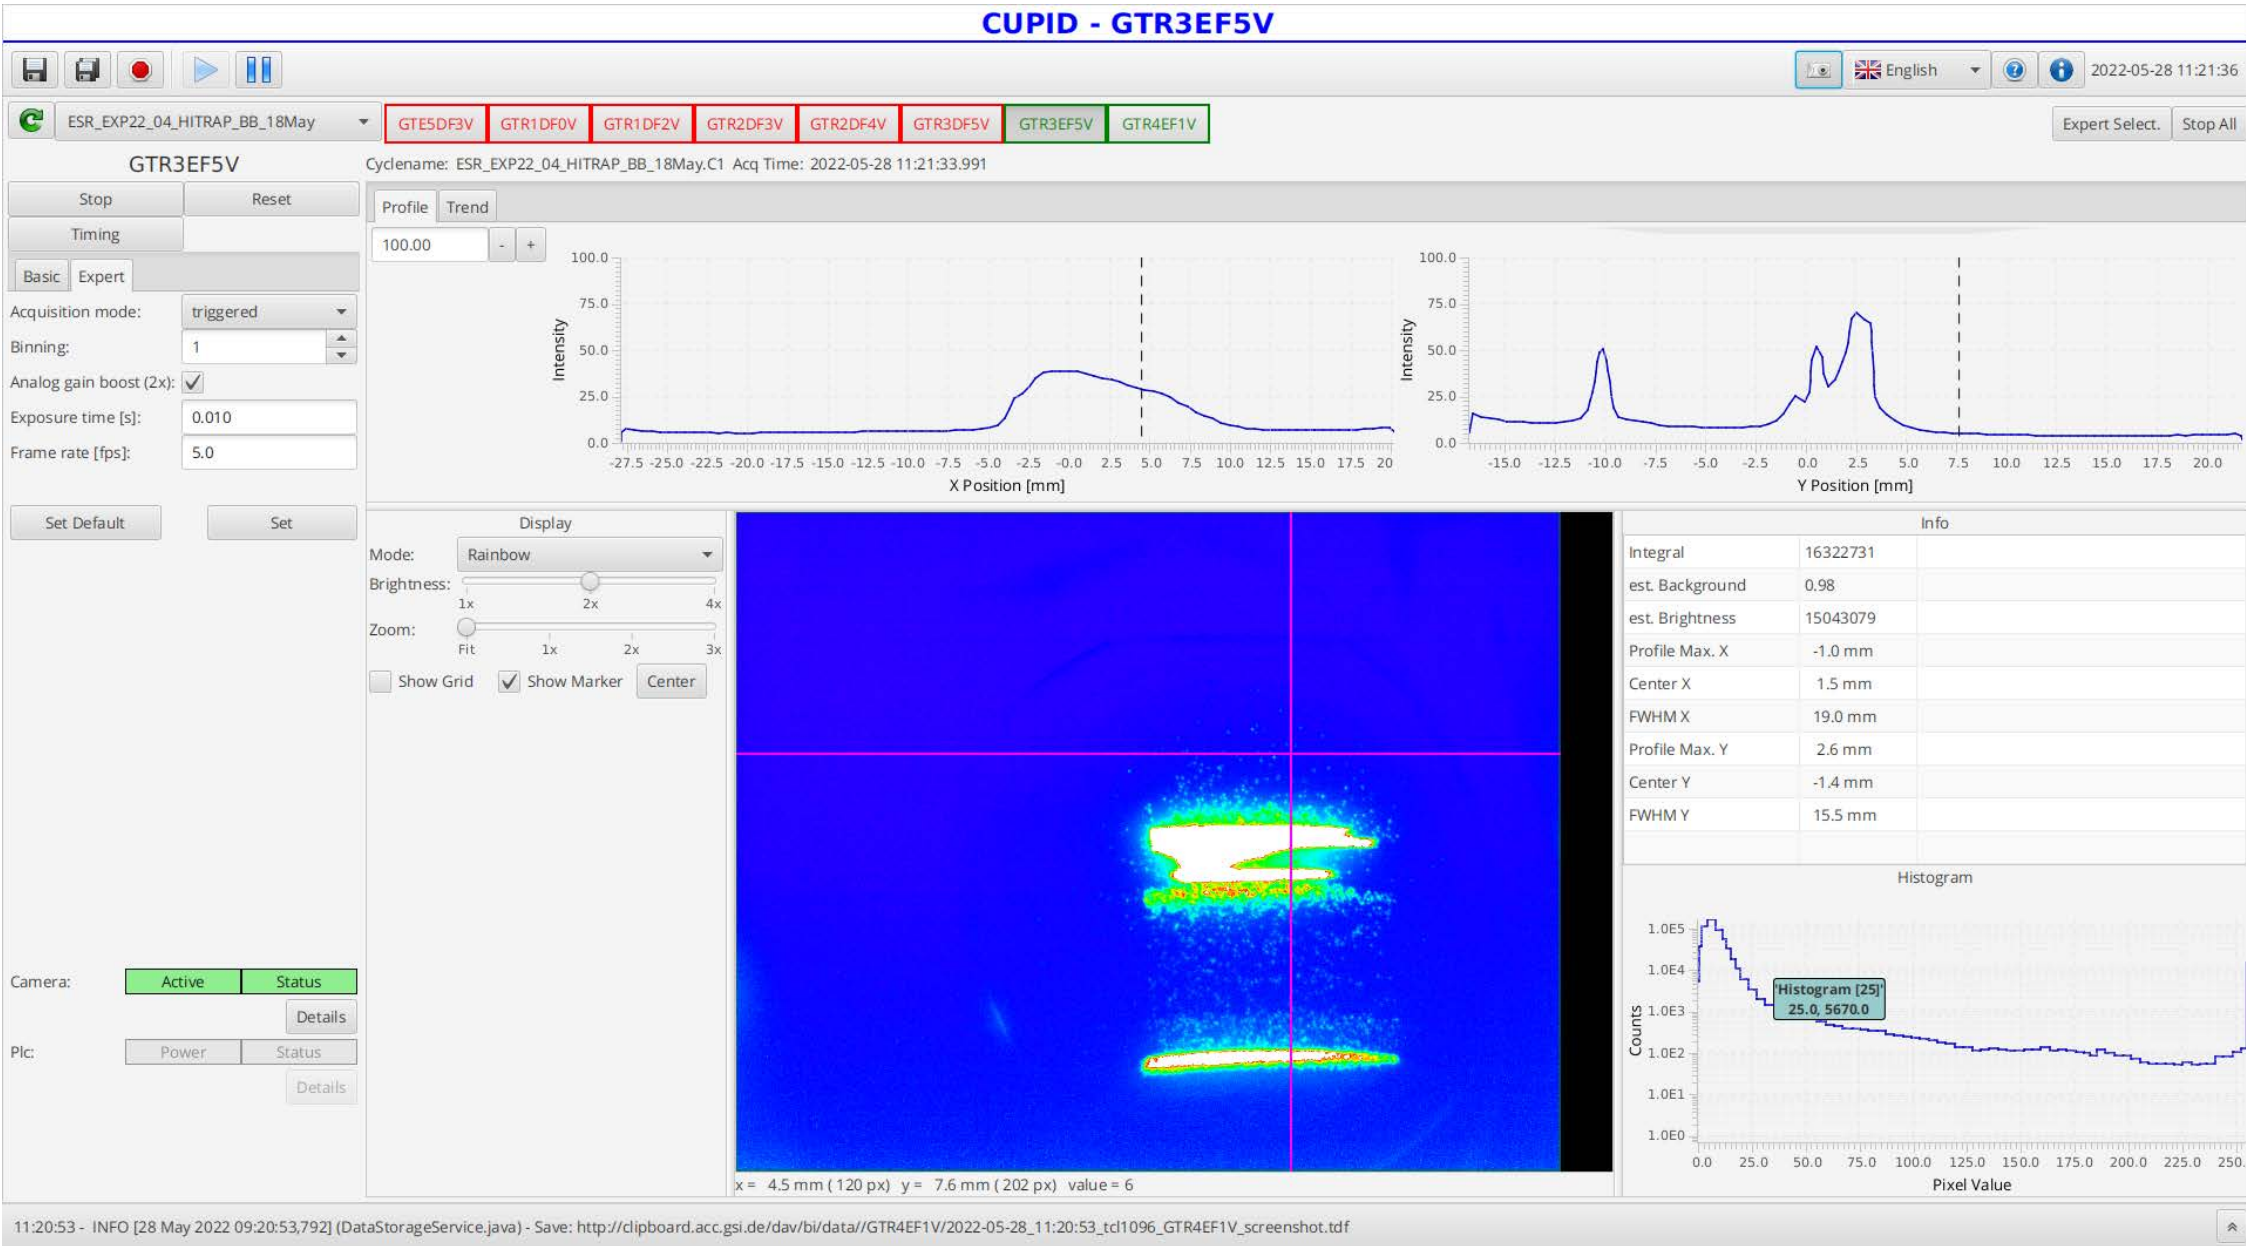 CUPID - GTR3EF5V
English 2022-05-28 11:21:36
ESR_EXP22_04_HITRAP_BB_18May GTE5DF3V GTR1DF0V GTR1DF2V GTR2DF3V GTR2DF4V GTR3DF5V GTR3EF5V GTR4EF1V Expert Select. Stop All
GTR3EF5V
Cyclename: ESR_EXP22_04_HITRAP_BB_18May.C1 Acq Time: 2022-05-28 11:21:33.991
Stop Reset
Timing
Basic Expert
Acquisition mode: triggered
Binning: 1
Analog gain boost (2x):
Exposure time [s]: 0.010
Frame rate [fps]: 5.0
Set Default Set
Camera: Active Status
Details
Plc: Power Status
Details
Profile Trend
100.00 - +
100.0
75.0
50.0
25.0
0.0
Intensity
-27.5 -25.0 -22.5 -20.0 -17.5 -15.0 -12.5 -10.0 -7.5 -5.0 -2.5 -0.0 2.5 5.0 7.5 10.0 12.5 15.0 17.5 20
X Position [mm]
100.0
75.0
50.0
25.0
0.0
Intensity
-15.0 -12.5 -10.0 -7.5 -5.0 -2.5 0.0 2.5 5.0 7.5 10.0 12.5 15.0 17.5 20.0
Y Position [mm]
Display
Mode: Rainbow
Brightness:
1x 2x 4x
Zoom:
Fit 1x 2x 3x
Show Grid Show Marker Center
x = 4.5 mm ( 120 px) y = 7.6 mm ( 202 px) value = 6
Info
Integral 16322731
est. Background 0.98
est. Brightness 15043079
Profile Max. X -1.0 mm
Center X 1.5 mm
FWHM X 19.0 mm
Profile Max. Y 2.6 mm
Center Y -1.4 mm
FWHM Y 15.5 mm
Histogram
1.0E5
1.0E4
1.0E3
1.0E2
1.0E1
1.0E0
Counts
'Histogram [25]'
25.0, 5670.0
0.0 25.0 50.0 75.0 100.0 125.0 150.0 175.0 200.0 225.0 250.
Pixel Value
11:20:53 - INFO [28 May 2022 09:20:53,792] (DataStorageService.java) - Save: http://clipboard.acc.gsi.de/dav/bi/data//GTR4EF1V/2022-05-28_11:20:53_tcl1096_GTR4EF1V_screenshot.tdf